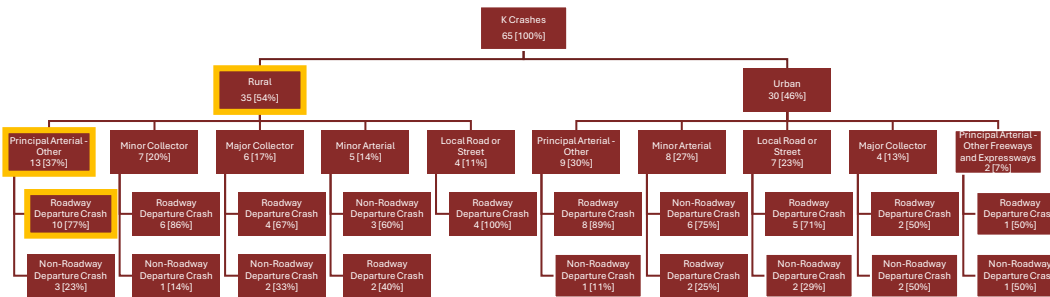 K Crashes
65 [100%]
Rural
35 [54%]
Urban
30 [46%]
Principal Arterial -
Other
13 [37%]
Minor Collector
7 [20%]
Major Collector
6 [17%]
Minor Arterial
5 [14%]
Local Road or
Street
4 [11%]
Principal Arterial -
Other
9 [30%]
Minor Arterial
8 [27%]
Local Road or
Street
7 [23%]
Major Collector
4 [13%]
Principal Arterial -
Other Freeways
and Expressways
2 [7%]
Roadway
Departure Crash
10 [77%]
Roadway
Departure Crash
6 [86%]
Roadway
Departure Crash
4 [67%]
Non-Roadway
Departure Crash
3 [60%]
Roadway
Departure Crash
4 [100%]
Roadway
Departure Crash
8 [89%]
Non-Roadway
Departure Crash
6 [75%]
Roadway
Departure Crash
5 [71%]
Roadway
Departure Crash
2 [50%]
Roadway
Departure Crash
1 [50%]
Non-Roadway
Departure Crash
3 [23%]
Non-Roadway
Departure Crash
1 [14%]
Non-Roadway
Departure Crash
2 [33%]
Roadway
Departure Crash
2 [40%]
Non-Roadway
Departure Crash
1 [11%]
Roadway
Departure Crash
2 [25%]
Non-Roadway
Departure Crash
2 [29%]
Non-Roadway
Departure Crash
2 [50%]
Non-Roadway
Departure Crash
1 [50%]